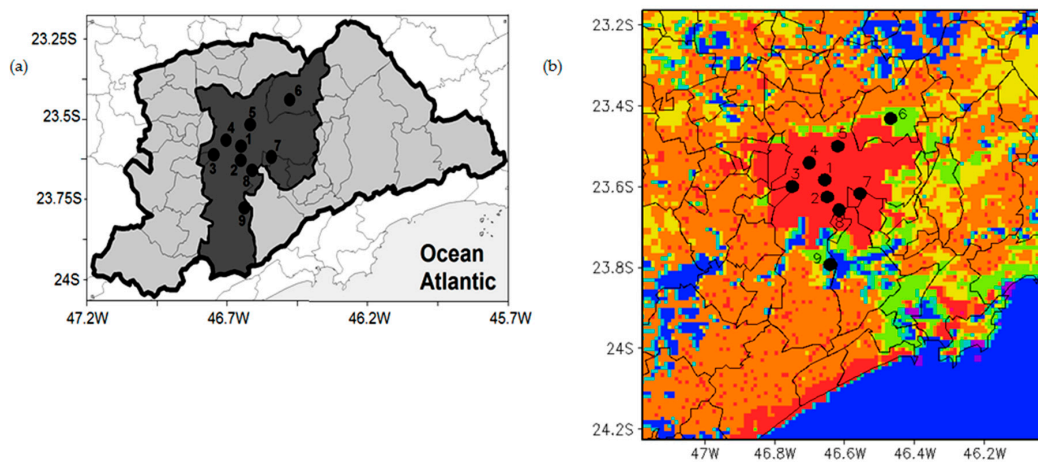 (a)
23.25S
23.5S
23.75S
24S
47.2W
46.7W
46.2W
45.7W
6
5
4
1
3
2
7
8
9
Ocean
Atlantic
(b)
23.2S
23.4S
23.6S
23.8S
24S
24.2S
47W
46.8W
46.6W
46.4W
46.2W
6
5
4
1
3
2
7
8
9